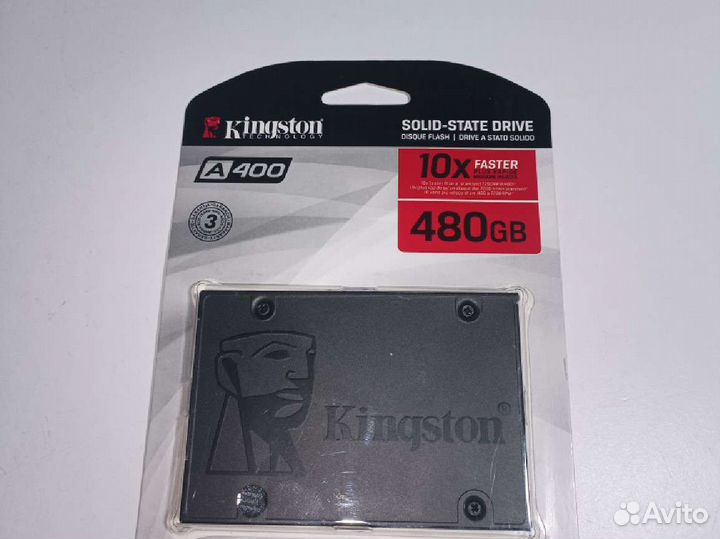 Kingston
TECHNOLOGY
SOLID-STATE DRIVE
DISQUE FLASH | DRIVE A STATO SOLIDO
A400
10x FASTER
480GB
3
Kingston®
Avito